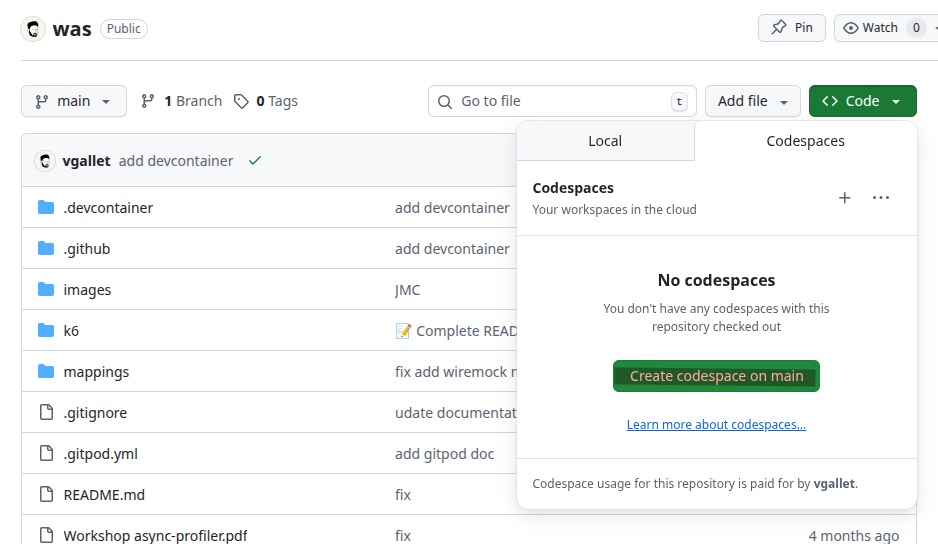 was Public Pin Watch 0
main 1 Branch 0 Tags Go to file t Add file Code
vgallet add devcontainer
Local Codespaces
Codespaces
Your workspaces in the cloud
No codespaces
You don't have any codespaces with this
repository checked out
Create codespace on main
Learn more about codespaces...
Codespace usage for this repository is paid for by vgallet.
.devcontainer add devcontainer
.github add devcontainer
images JMC
k6 📝 Complete READ
mappings fix add wiremock
.gitignore udate documentat
.gitpod.yml add gitpod doc
README.md fix
Workshop async-profiler.pdf fix 4 months ago